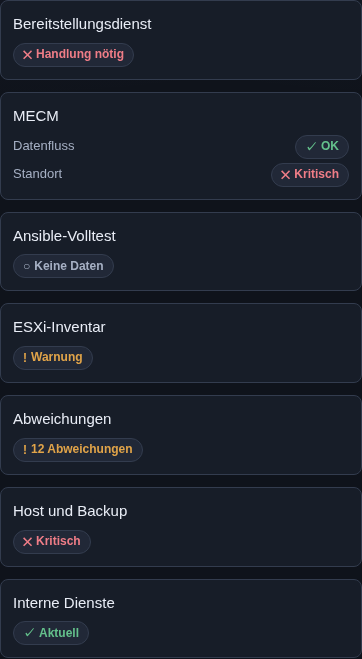 Bereitstellungsdienst
✕ Handlung nötig
MECM
Datenfluss ✓ OK
Standort ✕ Kritisch
Ansible-Volltest
○ Keine Daten
ESXi-Inventar
! Warnung
Abweichungen
! 12 Abweichungen
Host und Backup
✕ Kritisch
Interne Dienste
✓ Aktuell